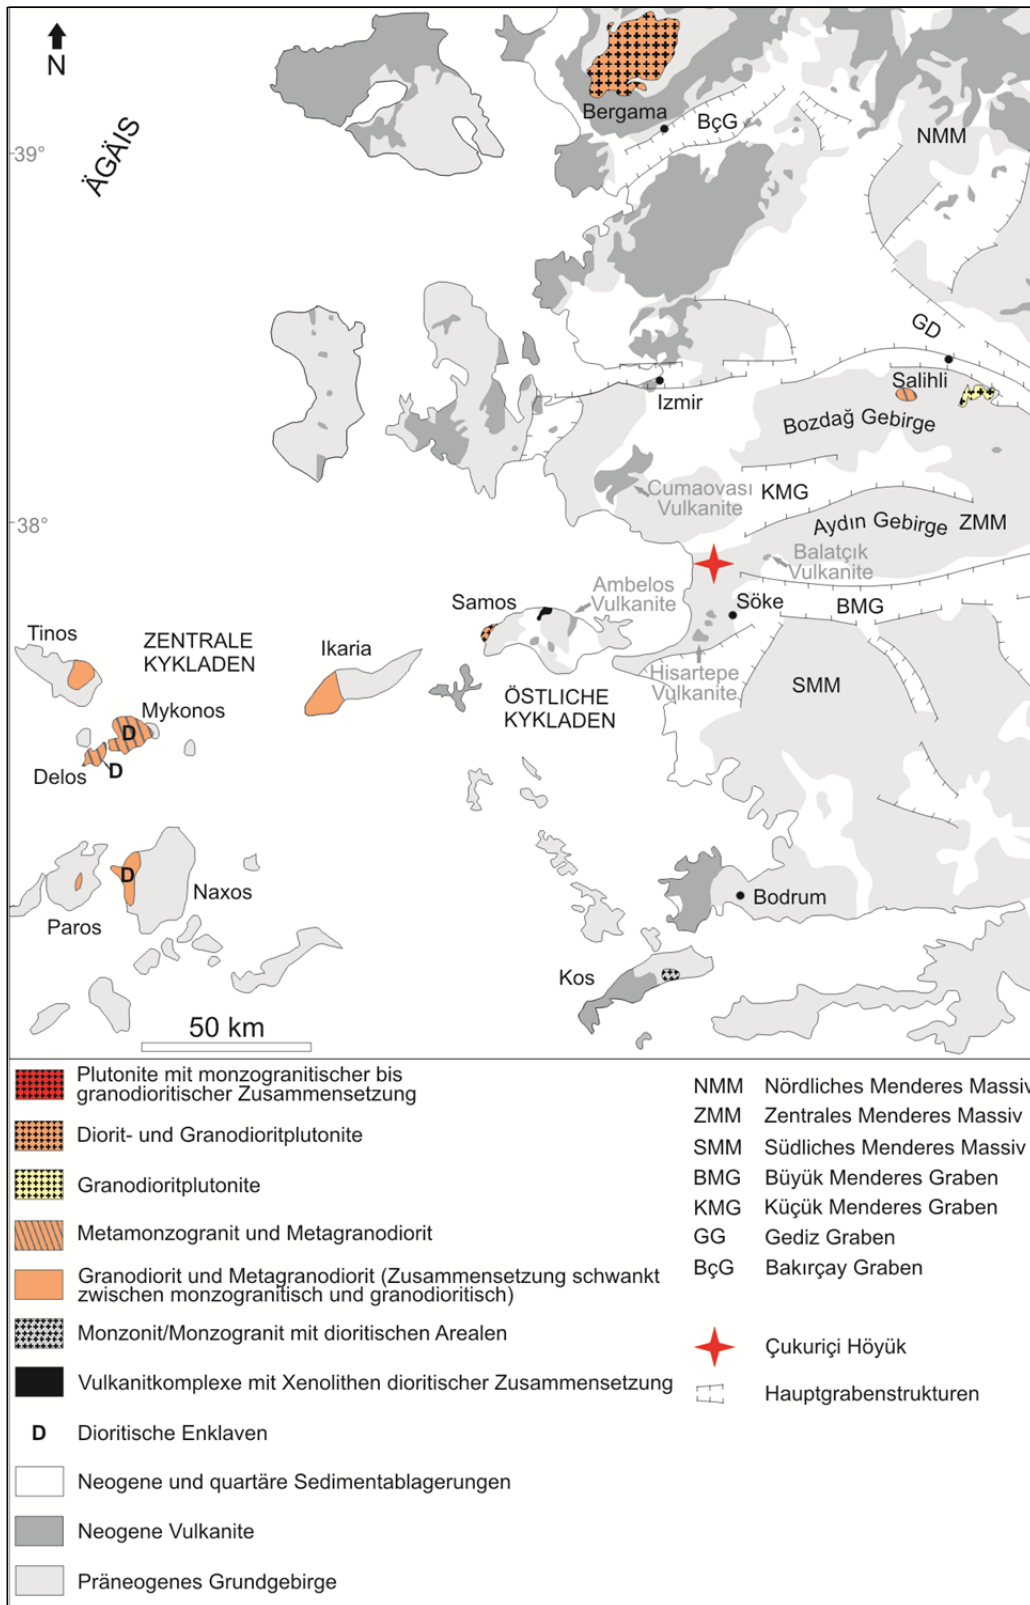 N
ÄGÄIS
39°
Bergama
BçG
NMM
GD
Salihli
Izmir
Bozdağ Gebirge
Cumaovası
Vulkanite
KMG
38°
Aydın Gebirge
ZMM
Balatçık
Vulkanite
Ambelos
Vulkanite
Samos
Söke
BMG
Tinos
ZENTRALE
KYKLADEN
Ikaria
Hisartepe
Vulkanite
SMM
ÖSTLICHE
KYKLADEN
Mykonos
D
D
Delos
D
Naxos
Paros
Bodrum
Kos
50 km
Plutonite mit monzogranitischer bis
granodioritischer Zusammensetzung
Diorit- und Granodioritplutonite
Granodioritplutonite
Metamonzogranit und Metagranodiorit
Granodiorit und Metagranodiorit (Zusammensetzung schwankt
zwischen monzogranitisch und granodioritisch)
Monzonit/Monzogranit mit dioritischen Arealen
Vulkanitkomplexe mit Xenolithen dioritischer Zusammensetzung
D Dioritische Enklaven
Neogene und quartäre Sedimentablagerungen
Neogene Vulkanite
Präneogenes Grundgebirge
NMM Nördliches Menderes Massiv
ZMM Zentrales Menderes Massiv
SMM Südliches Menderes Massiv
BMG Büyük Menderes Graben
KMG Küçük Menderes Graben
GG Gediz Graben
BçG Bakırçay Graben
Çukuriçi Höyük
Hauptgrabenstrukturen